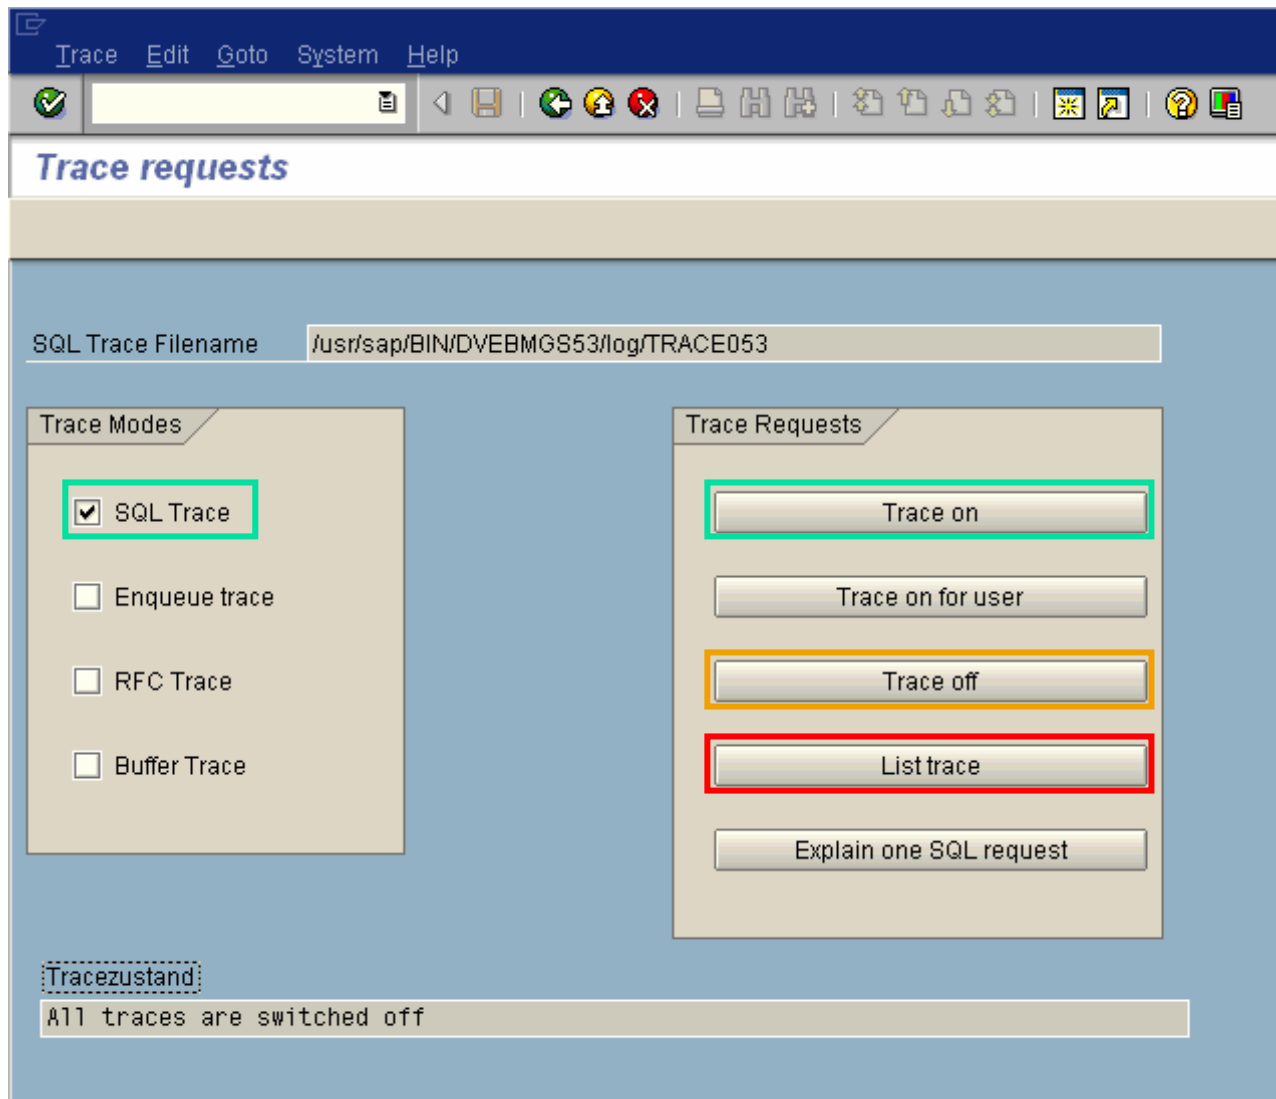 Trace Edit Goto System Help
Trace requests
SQL Trace Filename /usr/sap/BIN/DVEBMGS53/log/TRACE053
Trace Modes
SQL Trace
Enqueue trace
RFC Trace
Buffer Trace
Trace Requests
Trace on
Trace on for user
Trace off
List trace
Explain one SQL request
Tracezustand
All traces are switched off